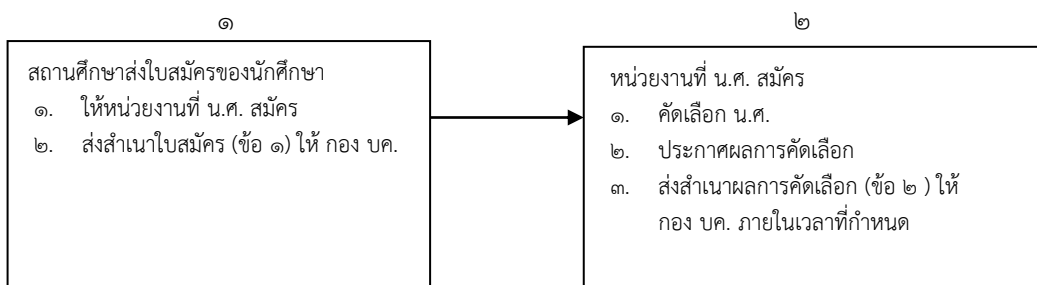 ๑
สถานศึกษาส่งใบสมัครของนักศึกษา
๑. ให้หน่วยงานที่ น.ศ. สมัคร
๒. ส่งสำเนาใบสมัคร (ข้อ ๑) ให้ กอง บค.
๒
หน่วยงานที่ น.ศ. สมัคร
๑. คัดเลือก น.ศ.
๒. ประกาศผลการคัดเลือก
๓. ส่งสำเนาผลการคัดเลือก (ข้อ ๒ ) ให้
กอง บค. ภายในเวลาที่กำหนด